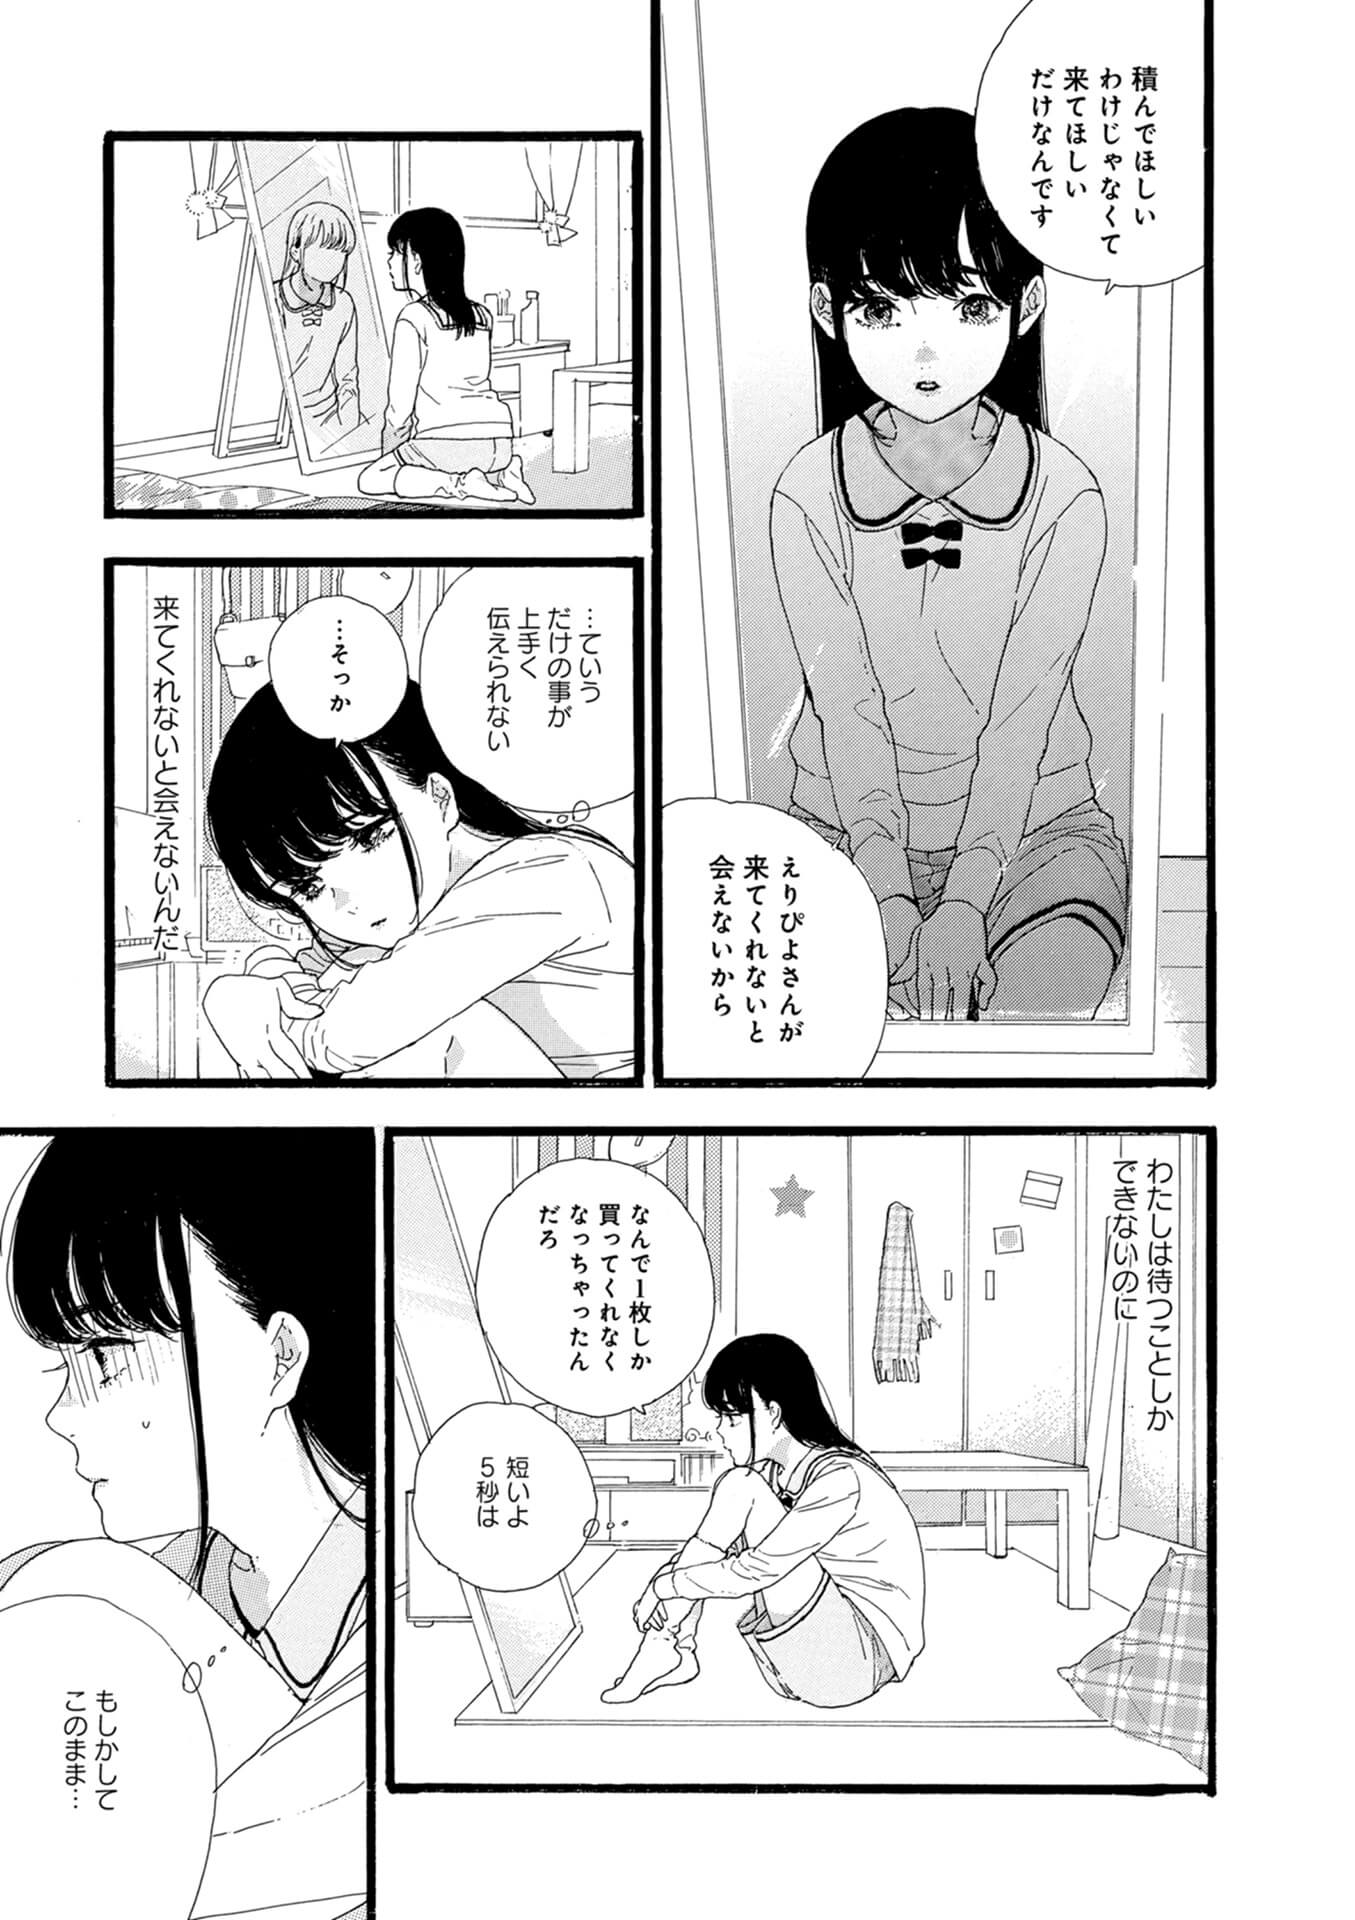 積んでほしい
わけじゃなくて
来てほしい
だけなんです
えりぴよさんが
来てくれないと
会えないから
…ていう
だけの事が
上手く
伝えられない
…そっか
来てくれないと会えないんだ
わたしは待つことしか
できないのに
なんで1枚しか
買ってくれなく
なっちゃったん
だろ
短いよ
5秒は
もしかして
このまま…